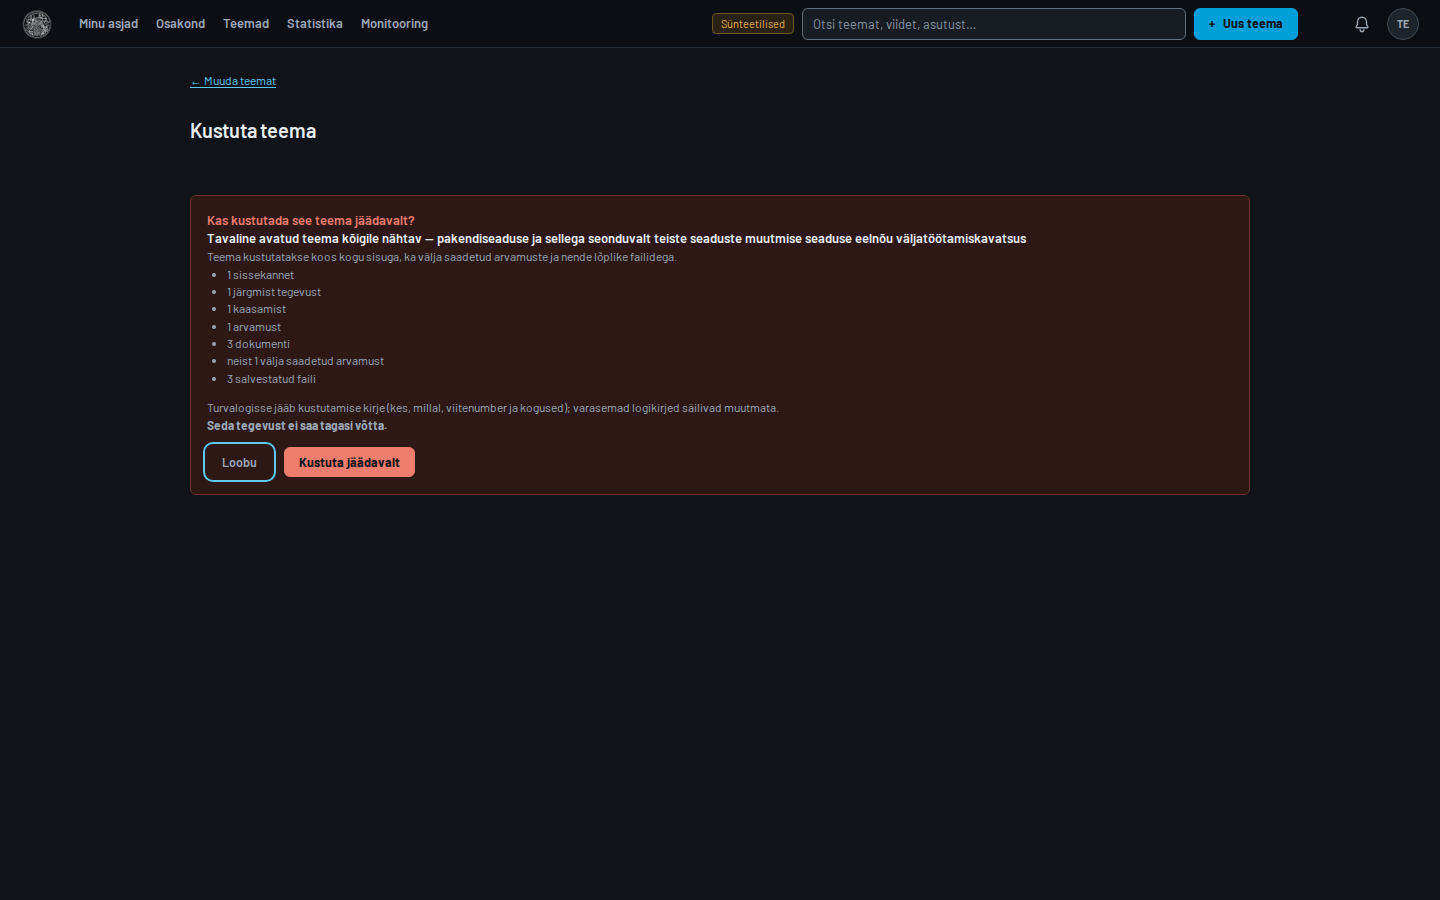 Minu asjad
Osakond
Teemad
Statistika
Monitooring
Sünteetilised
Otsi teemat, viidet, asutust...
+ Uus teema
TE
← Muuda teemat
Kustuta teema
Kas kustutada see teema jäädavalt?
Tavaline avatud teema kõigile nähtav — pakendiseaduse ja sellega seonduvalt teiste seaduste muutmise seaduse eelnõu väljatöötamiskavatsus
Teema kustutatakse koos kogu sisuga, ka välja saadetud arvamuste ja nende lõplike failidega.
• 1 sissekannet
• 1 järgmist tegevust
• 1 kaasamist
• 1 arvamust
• 3 dokumenti
• neist 1 välja saadetud arvamust
• 3 salvestatud faili
Turvalogisse jääb kustutamise kirje (kes, millal, viitenumber ja kogused); varasemad logikirjed säilivad muutmata.
Seda tegevust ei saa tagasi võtta.
Loobu
Kustuta jäädavalt